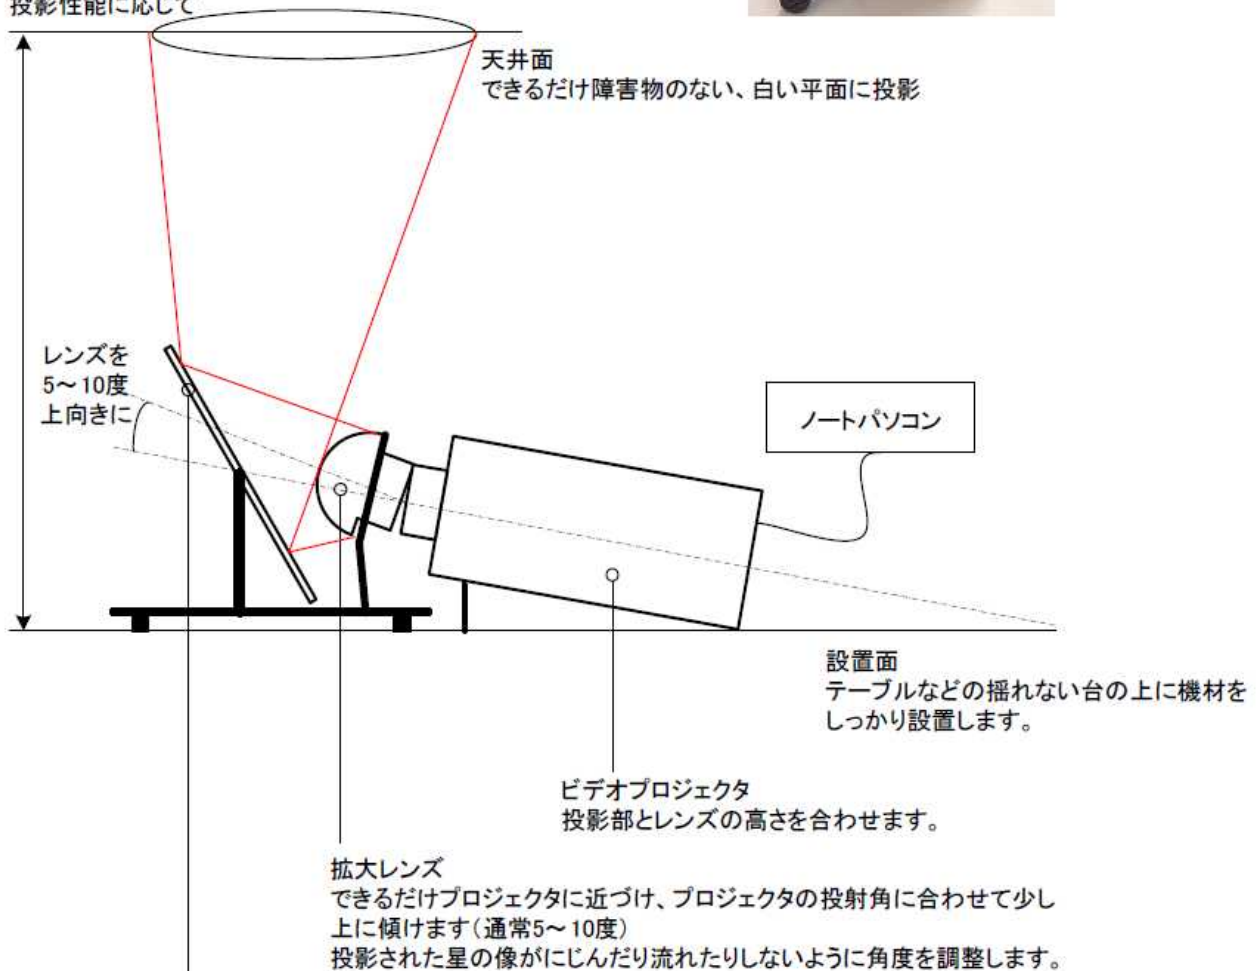 投影性能に応じて
天井面
できるだけ障害物のない、白い平面に投影
レンズを
5～10度
上向きに
ノートパソコン
設置面
テーブルなどの揺れない台の上に機材を
しっかり設置します。
ビデオプロジェクタ
投影部とレンズの高さを合わせます。
拡大レンズ
できるだけプロジェクタに近づけ、プロジェクタの投射角に合わせて少し
上に傾けます(通常5～10度)
投影された星の像がにじんだり流れたりしないように角度を調整します。